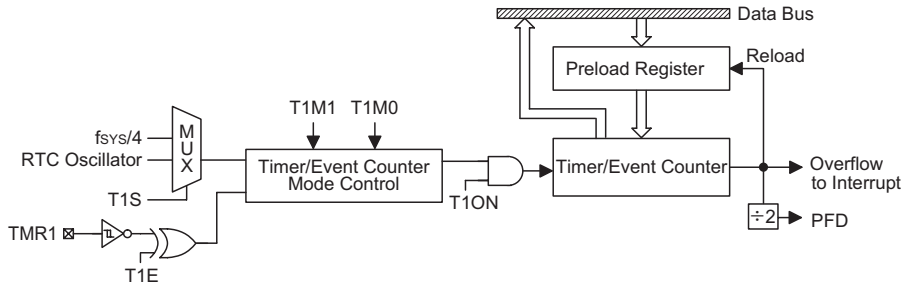 Data Bus
Preload Register
Reload
T1M1 T1M0
fSYS/4
RTC Oscillator
MUX
T1S
Timer/Event Counter
Mode Control
T1ON
Timer/Event Counter
Overflow
to Interrupt
÷2
PFD
TMR1
T1E